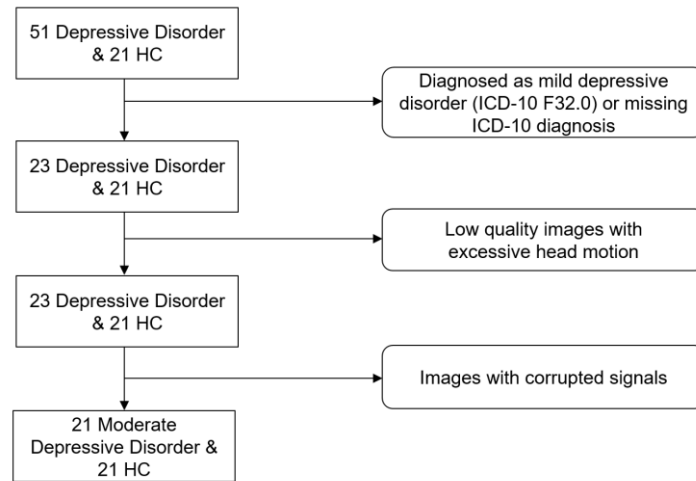 51 Depressive Disorder
& 21 HC
Diagnosed as mild depressive
disorder (ICD-10 F32.0) or missing
ICD-10 diagnosis
23 Depressive Disorder
& 21 HC
Low quality images with
excessive head motion
23 Depressive Disorder
& 21 HC
Images with corrupted signals
21 Moderate
Depressive Disorder &
21 HC